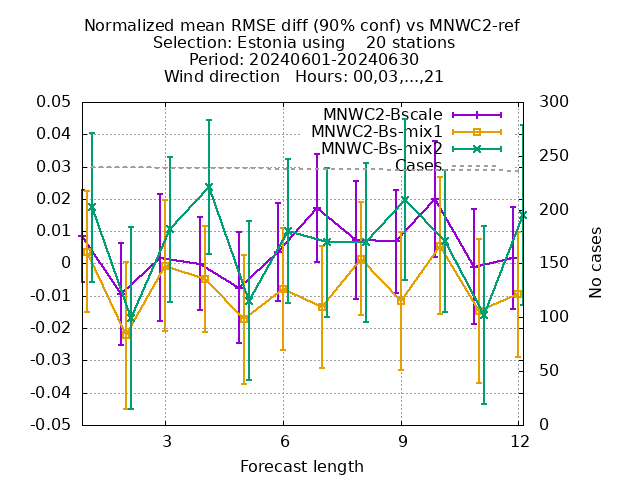 Normalized mean RMSE diff (90% conf) vs MNWC2-ref
Selection: Estonia using    20 stations
Period: 20240601-20240630
Wind direction   Hours: 00,03,...,21
MNWC2-Bscale
MNWC2-Bs-mix1
MNWC-Bs-mix2
Cases
0.05
0.04
0.03
0.02
0.01
0
-0.01
-0.02
-0.03
-0.04
-0.05
300
250
200
150
100
50
0
No cases
3
6
9
12
Forecast length